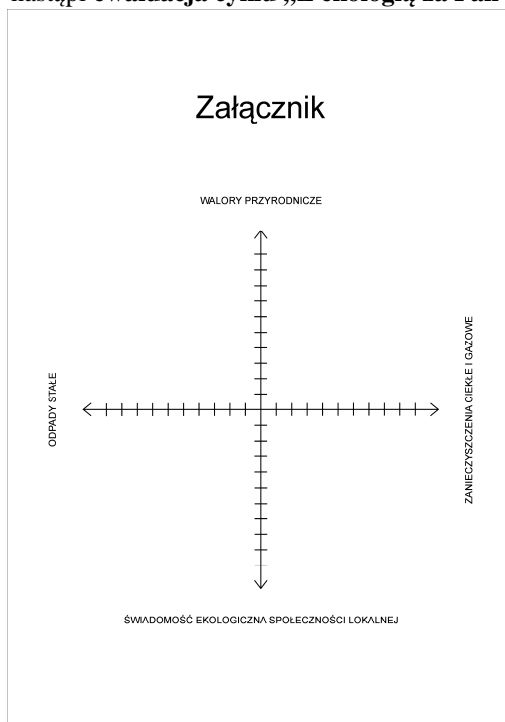 Załącznik
WALORY PRZYRODNICZE
ODPADY STAŁE
ZANIECZYSZCZENIA CIEKŁE I GAZOWE
ŚWIADOMOŚĆ EKOLOGICZNA SPOŁECZNOŚCI LOKALNEJ